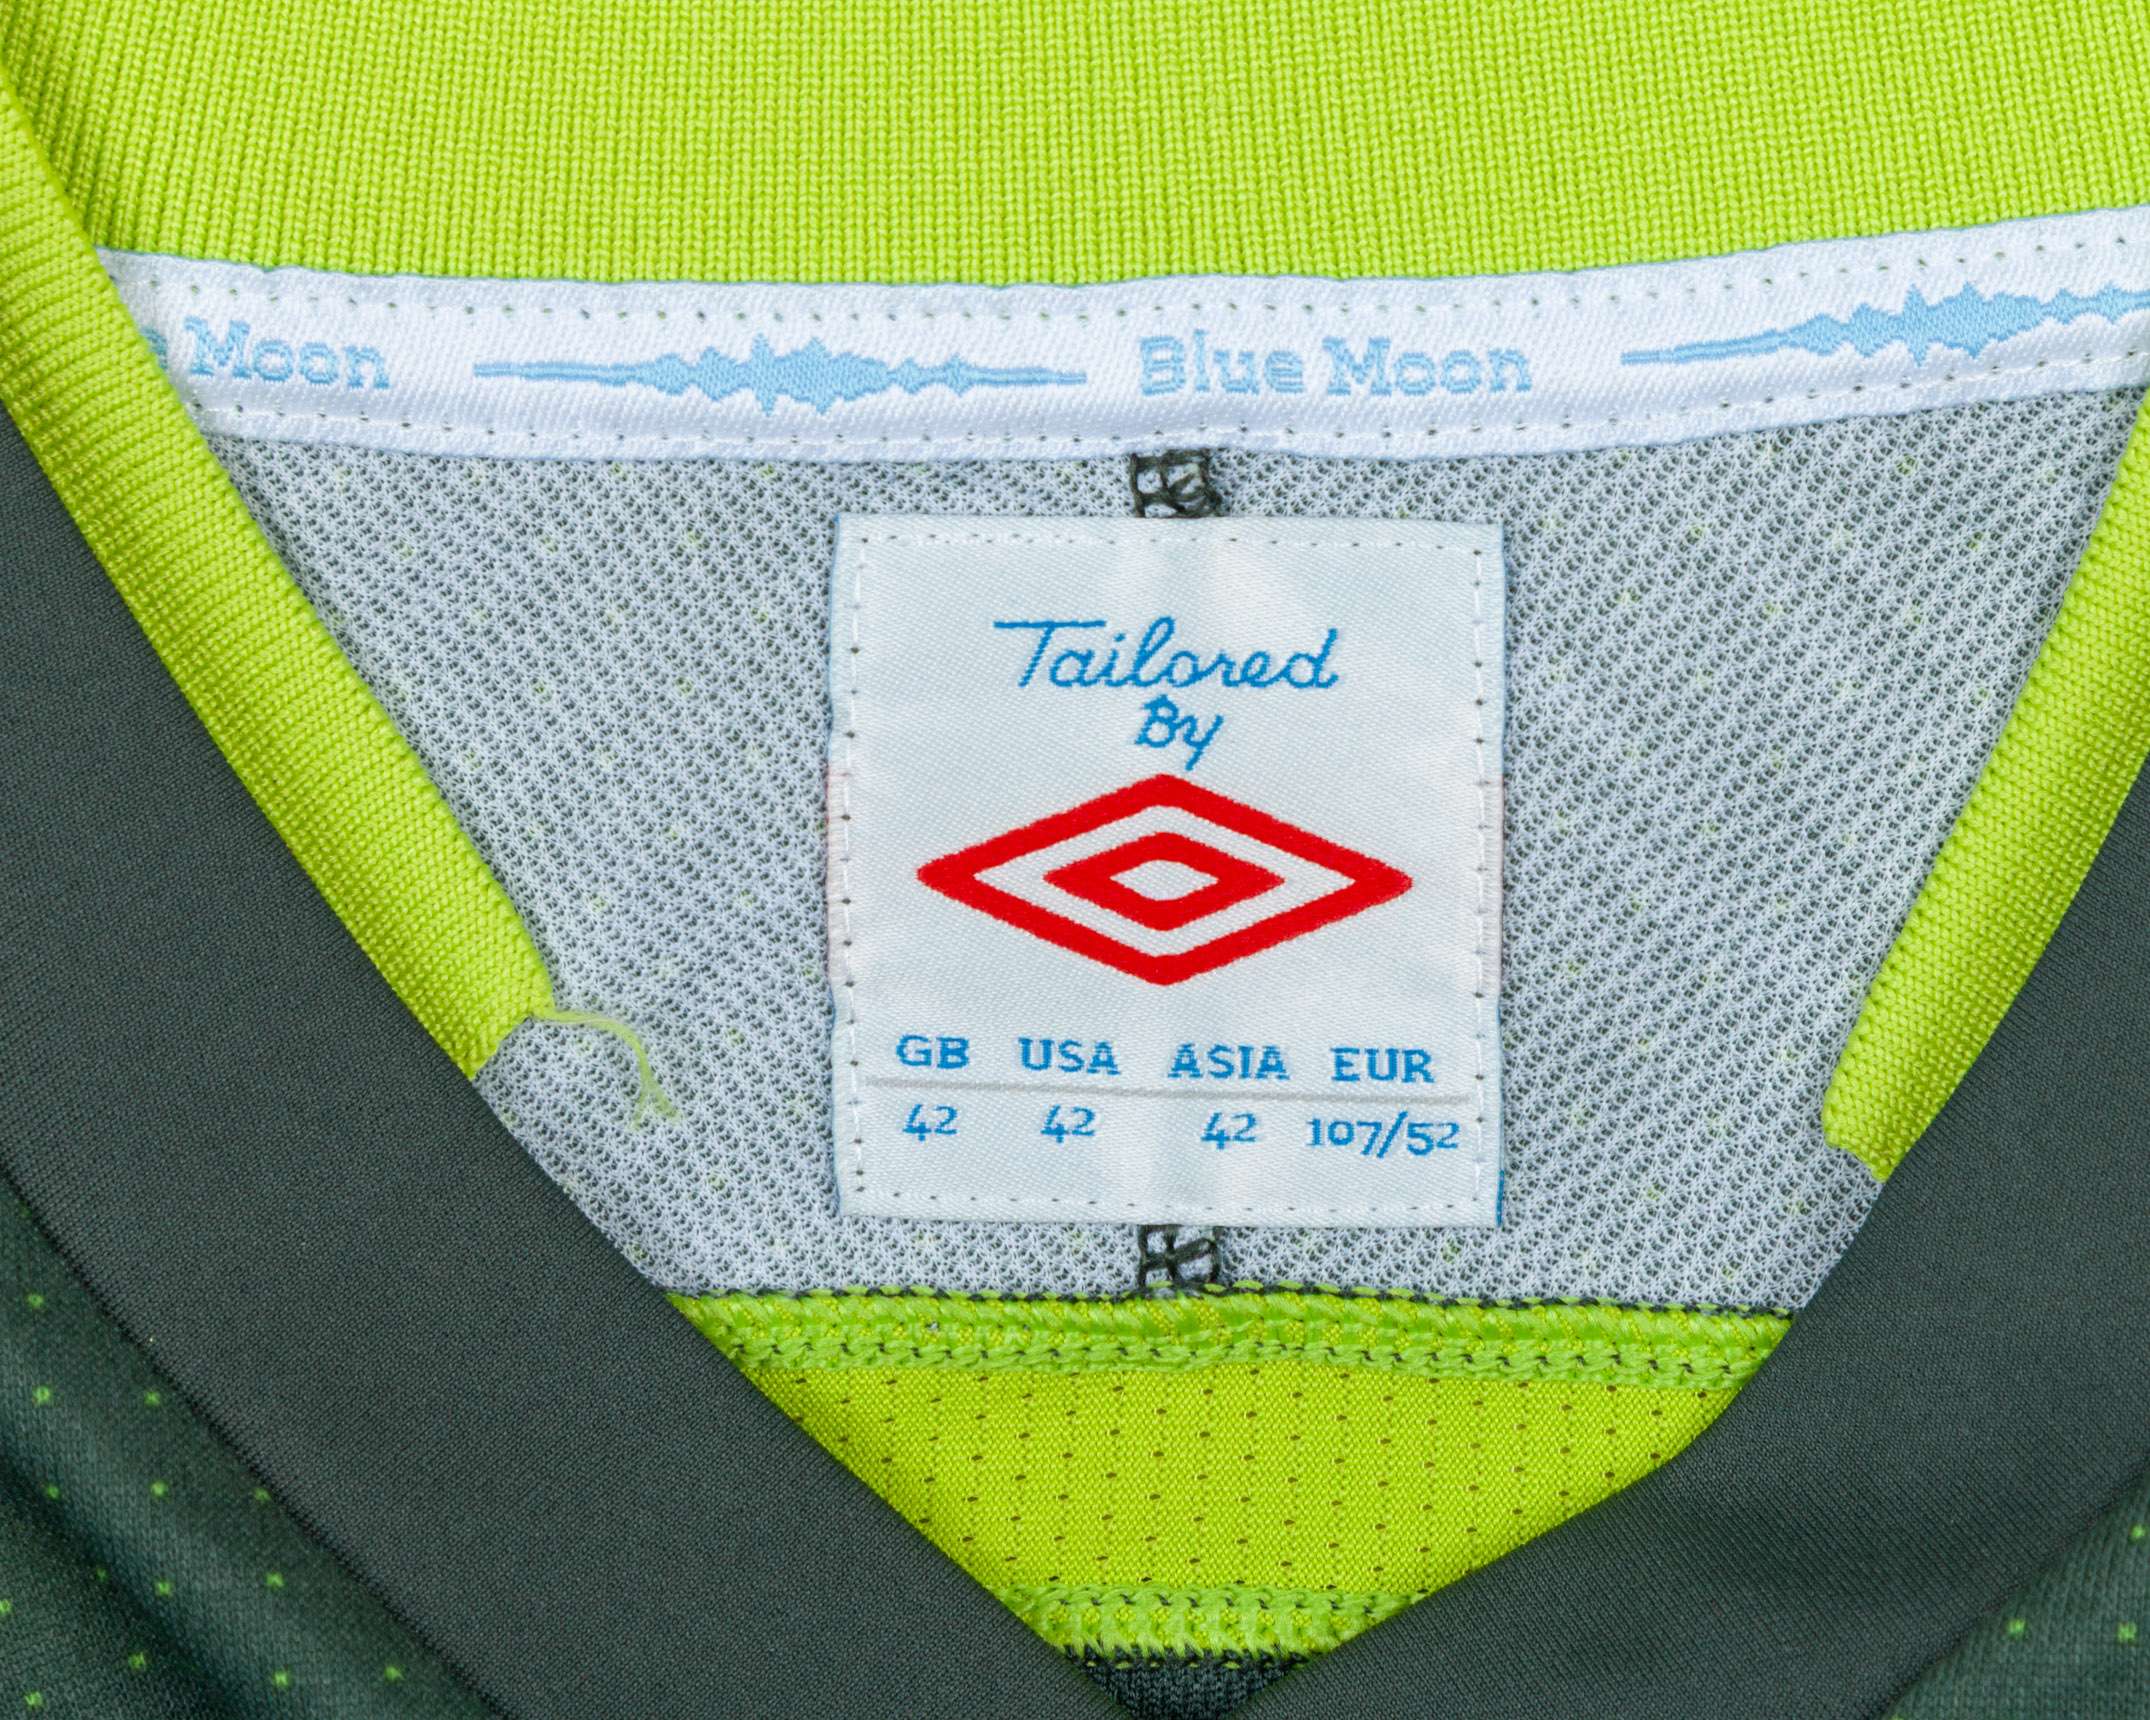 Moon Blue Moon
Tailored
By
GB USA ASIA EUR
42 42 42 107/52